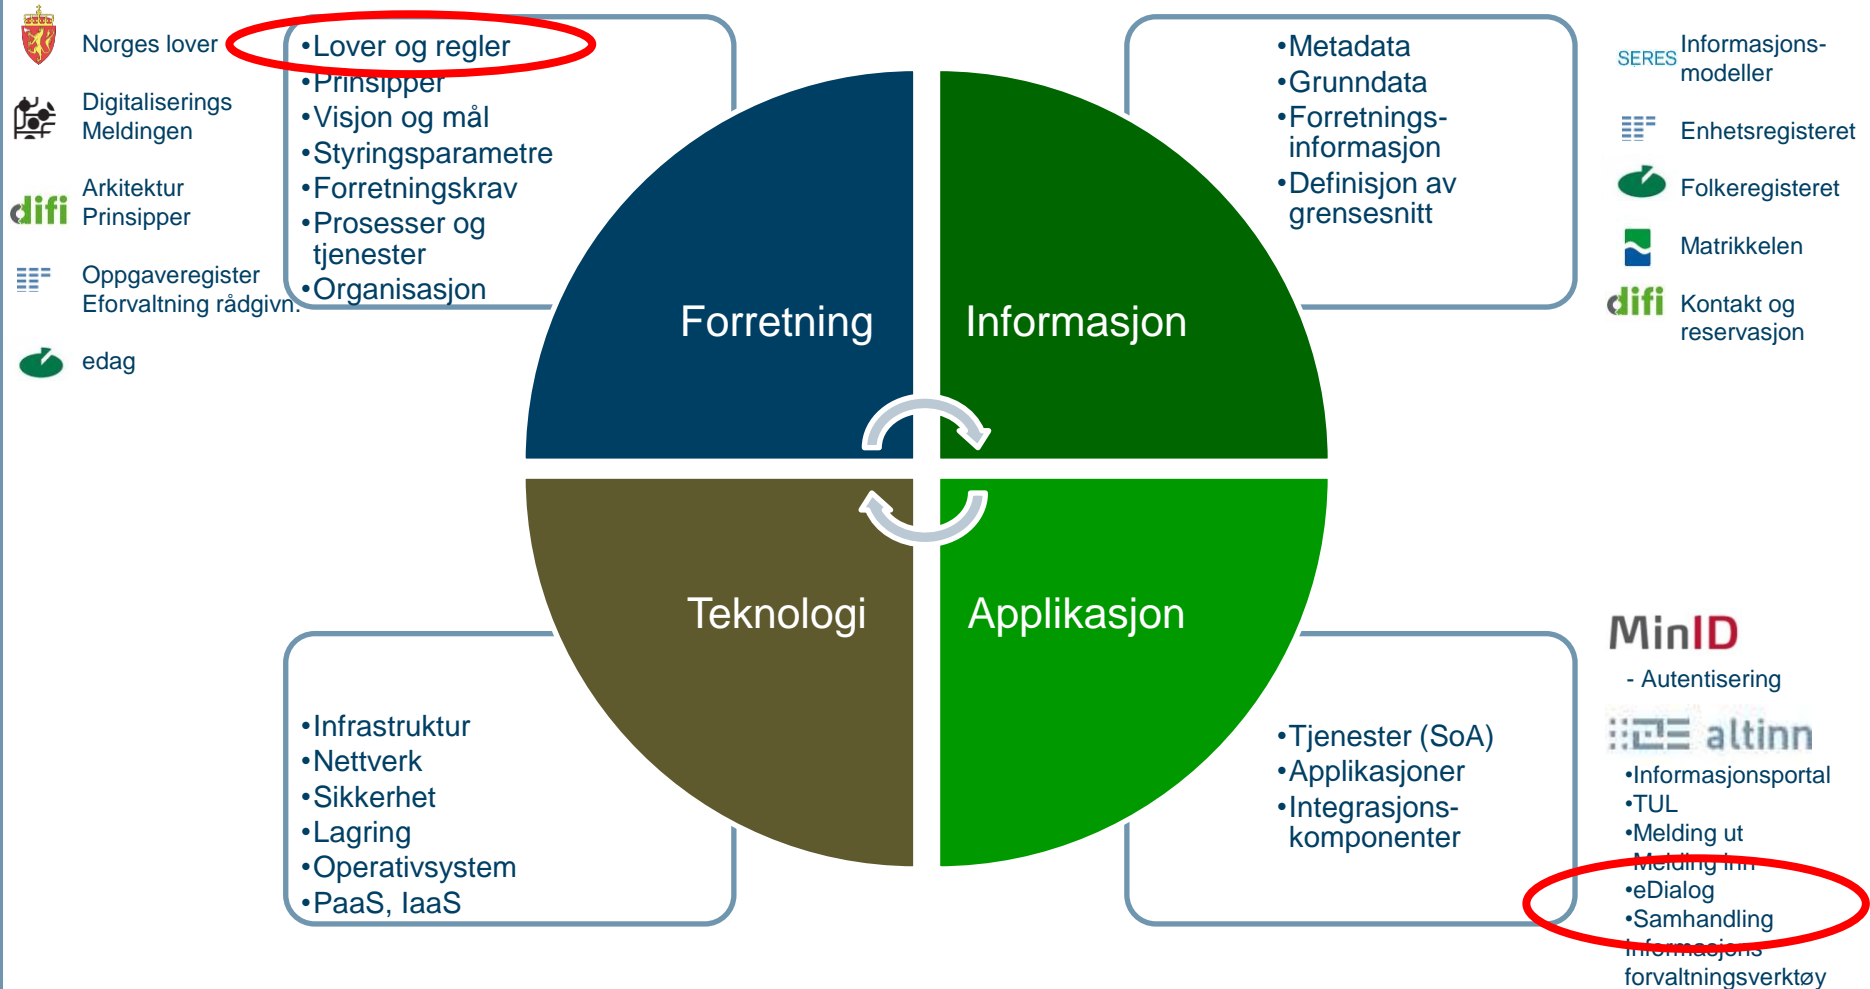 Norges lover
Digitaliserings
Meldingen
difi
Arkitektur
Prinsipper
Oppgaveregister
Eforvaltning rådgivn.
edag
•Lover og regler
•Prinsipper
•Visjon og mål
•Styringsparametre
•Forretningskrav
•Prosesser og
tjenester
•Organisasjon
Forretning
Informasjon
•Metadata
•Grunndata
•Forretnings-
informasjon
•Definisjon av
grensesnitt
SERES
Informasjons-
modeller
Enhetsregisteret
Folkeregisteret
Matrikkelen
difi
Kontakt og
reservasjon
Teknologi
Applikasjon
•Infrastruktur
•Nettverk
•Sikkerhet
•Lagring
•Operativsystem
•PaaS, IaaS
•Tjenester (SoA)
•Applikasjoner
•Integrasjons-
komponenter
MinID
- Autentisering
altinn
•Informasjonsportal
•TUL
•Melding ut
•Melding inn
•eDialog
•Samhandling
Informasjons
forvaltningsverktøy